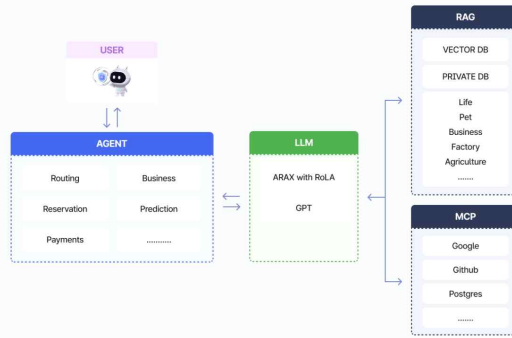 USER
AGENT
Routing
Business
Reservation
Prediction
Payments
...........
LLM
ARAX with RoLA
GPT
RAG
VECTOR DB
PRIVATE DB
Life
Pet
Business
Factory
Agriculture
.......
MCP
Google
Github
Postgres
.......